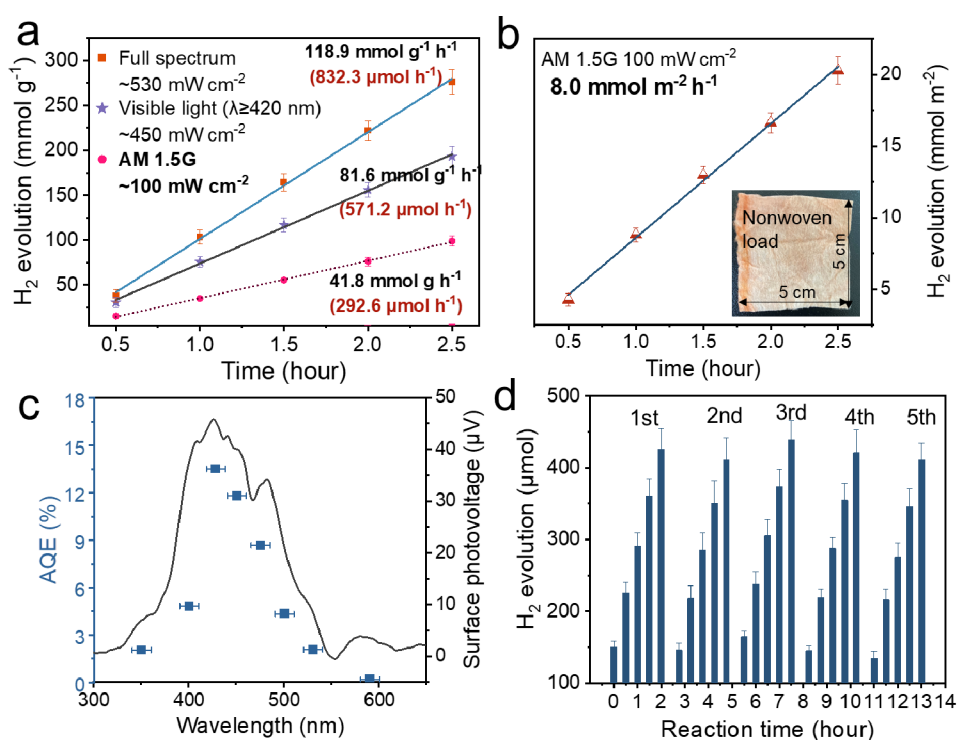 a
H2 evolution (mmol g-1)
300
250
200
150
100
50
Full spectrum
~530 mW cm-2
Visible light (λ≥420 nm)
~450 mW cm-2
AM 1.5G
~100 mW cm-2
118.9 mmol g-1 h-1
(832.3 µmol h-1)
81.6 mmol g-1 h-1
(571.2 µmol h-1)
41.8 mmol g h-1
(292.6 µmol h-1)
0.5 1.0 1.5 2.0 2.5
Time (hour)
b
AM 1.5G 100 mW cm-2
8.0 mmol m-2 h-1
Nonwoven
load
5 cm
5 cm
20
15
10
5
H2 evolution (mmol m-2)
0.5 1.0 1.5 2.0 2.5
Time (hour)
c
AQE (%)
18
15
12
9
6
3
0
50
40
30
20
10
0
Surface photovoltage (µV)
300 400 500 600
Wavelength (nm)
d
H2 evolution (µmol)
500
400
300
200
100
1st 2nd 3rd 4th 5th
0 1 2 3 4 5 6 7 8 9 10 11 12 13 14
Reaction time (hour)